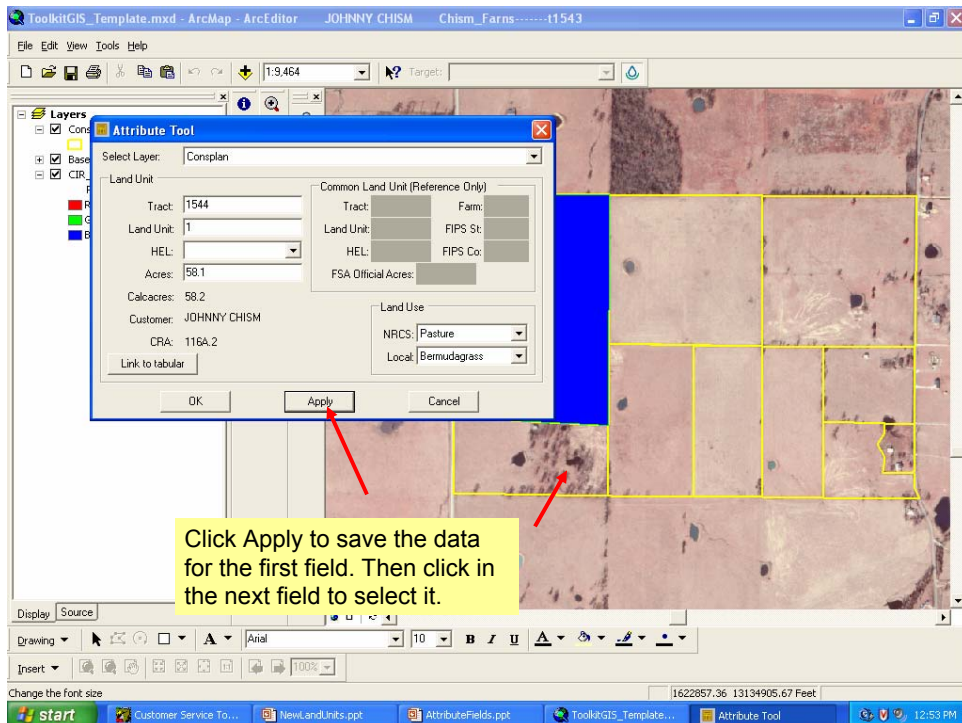 ToolkitGIS_Template.mxd - ArcMap - ArcEditor JOHNNY CHISM Chism_Farns-------t1543
File Edit View Tools Help
1:9,464 Target:
Layers
Cons
Base
CIR_
Attribute Tool
Select Layer: Consplan
Land Unit
Tract: 1544
Land Unit: 1
HEL:
Acres: 58.1
Calcacres: 58.2
Customer: JOHNNY CHISM
CRA: 116A.2
Link to tabular
Common Land Unit (Reference Only)
Tract: Farm:
Land Unit: FIPS St:
HEL: FIPS Co:
FSA Official Acres:
Land Use
NRCS: Pasture
Local: Bermudagrass
OK Apply Cancel
Click Apply to save the data
for the first field. Then click in
the next field to select it.
Display Source
Drawing A Arial 10 B I U A
Insert 100%
Change the font size 1622857.36 13134905.67 Feet
start Customer Service To... NewLandUnits.ppt AttributeFields.ppt ToolkitGIS_Template... Attribute Tool 12:53 PM